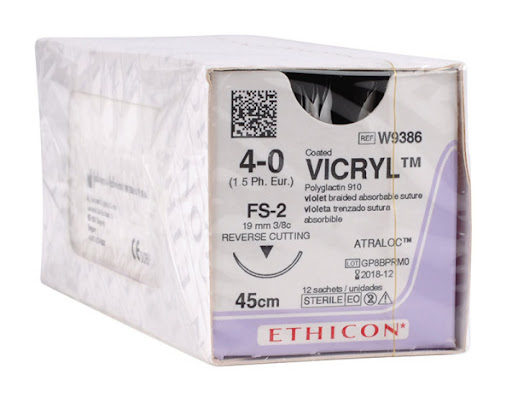 REF W9386
4-0
(1.5 Ph. Eur.)
Coated
VICRYL™
Polyglactin 910
violet braided absorbable suture
violeta trenzado sutura
absorbible
FS-2
19 mm 3/8c
REVERSE CUTTING
ATRALOC™
LOT GP8BPRM0
2018-12
45cm
12 sachets / unidades
STERILE EO
ETHICON*